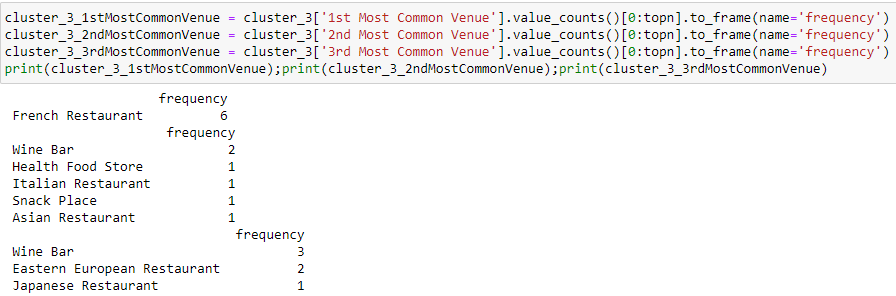 cluster_3_1stMostCommonVenue = cluster_3['1st Most Common Venue'].value_counts()[0:topn].to_frame(name='frequency')
cluster_3_2ndMostCommonVenue = cluster_3['2nd Most Common Venue'].value_counts()[0:topn].to_frame(name='frequency')
cluster_3_3rdMostCommonVenue = cluster_3['3rd Most Common Venue'].value_counts()[0:topn].to_frame(name='frequency')
print(cluster_3_1stMostCommonVenue);print(cluster_3_2ndMostCommonVenue);print(cluster_3_3rdMostCommonVenue)
frequency
French Restaurant 6
frequency
Wine Bar 2
Health Food Store 1
Italian Restaurant 1
Snack Place 1
Asian Restaurant 1
frequency
Wine Bar 3
Eastern European Restaurant 2
Japanese Restaurant 1